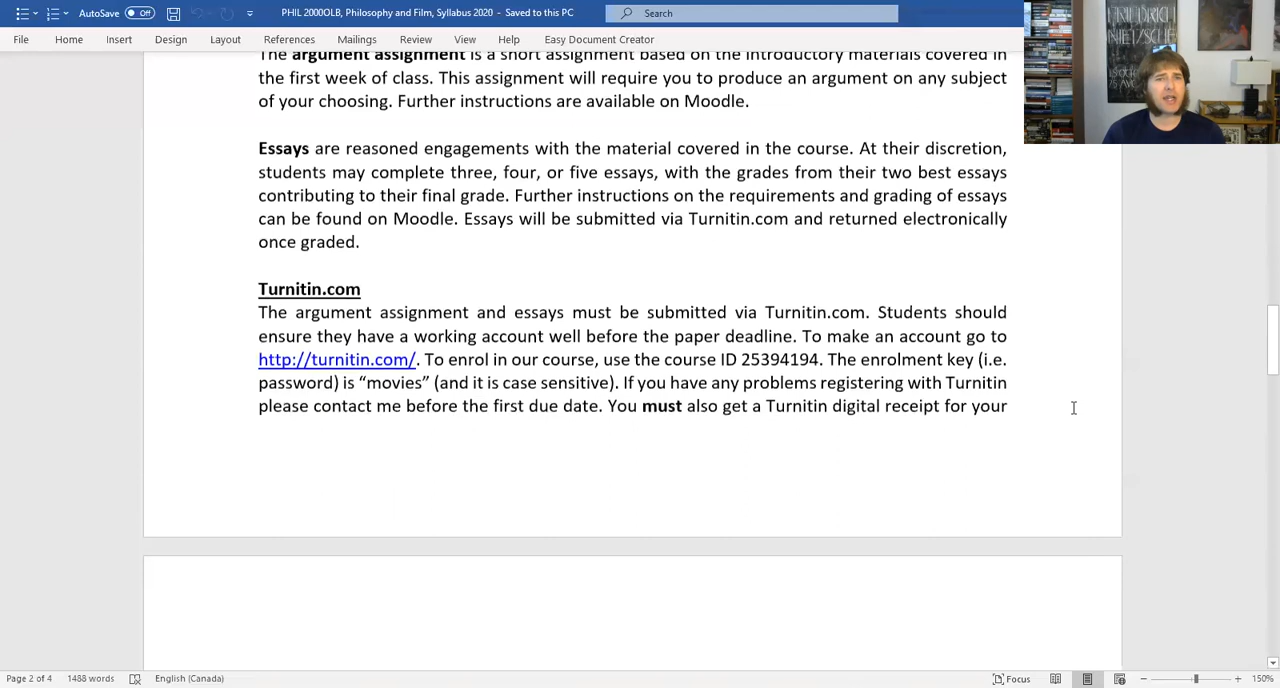 AutoSave Off PHIL 2000OLB, Philosophy and Film, Syllabus 2020 - Saved to this PC Search
File Home Insert Design Layout References Mailings Review View Help Easy Document Creator
FRIEDRICH
NIETZSCHE
The argument assignment is a short assignment based on the introductory materials covered in
the first week of class. This assignment will require you to produce an argument on any subject
of your choosing. Further instructions are available on Moodle.
Essays are reasoned engagements with the material covered in the course. At their discretion,
students may complete three, four, or five essays, with the grades from their two best essays
contributing to their final grade. Further instructions on the requirements and grading of essays
can be found on Moodle. Essays will be submitted via Turnitin.com and returned electronically
once graded.
Turnitin.com
The argument assignment and essays must be submitted via Turnitin.com. Students should
ensure they have a working account well before the paper deadline. To make an account go to
http://turnitin.com/. To enrol in our course, use the course ID 25394194. The enrolment key (i.e.
password) is “movies” (and it is case sensitive). If you have any problems registering with Turnitin
please contact me before the first due date. You must also get a Turnitin digital receipt for your
Page 2 of 4 1488 words English (Canada) Focus 150%